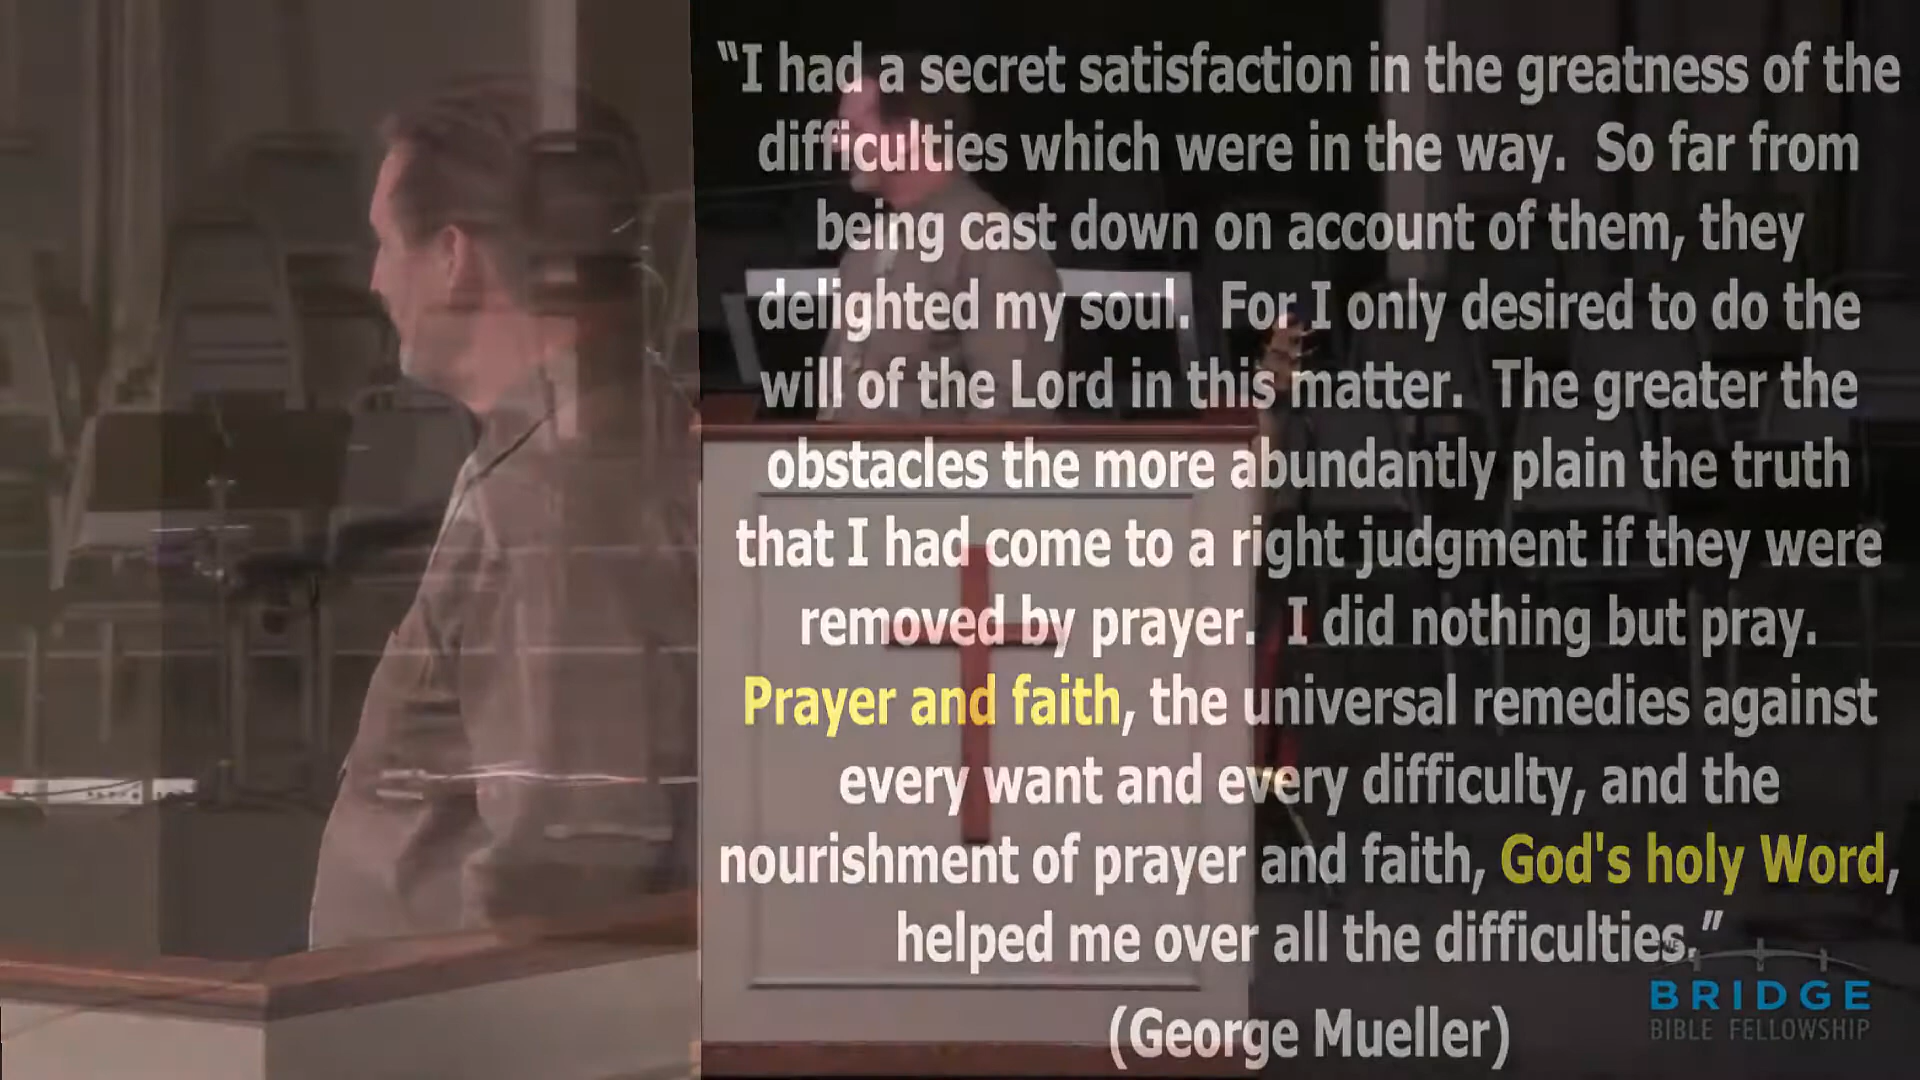 “I had a secret satisfaction in the greatness of the
difficulties which were in the way.  So far from
being cast down on account of them, they
delighted my soul.  For I only desired to do the
will of the Lord in this matter.  The greater the
obstacles the more abundantly plain the truth
that I had come to a right judgment if they were
removed by prayer.  I did nothing but pray.
Prayer and faith, the universal remedies against
every want and every difficulty, and the
nourishment of prayer and faith, God's holy Word,
helped me over all the difficulties.”
(George Mueller)
THE
BRIDGE
BIBLE FELLOWSHIP